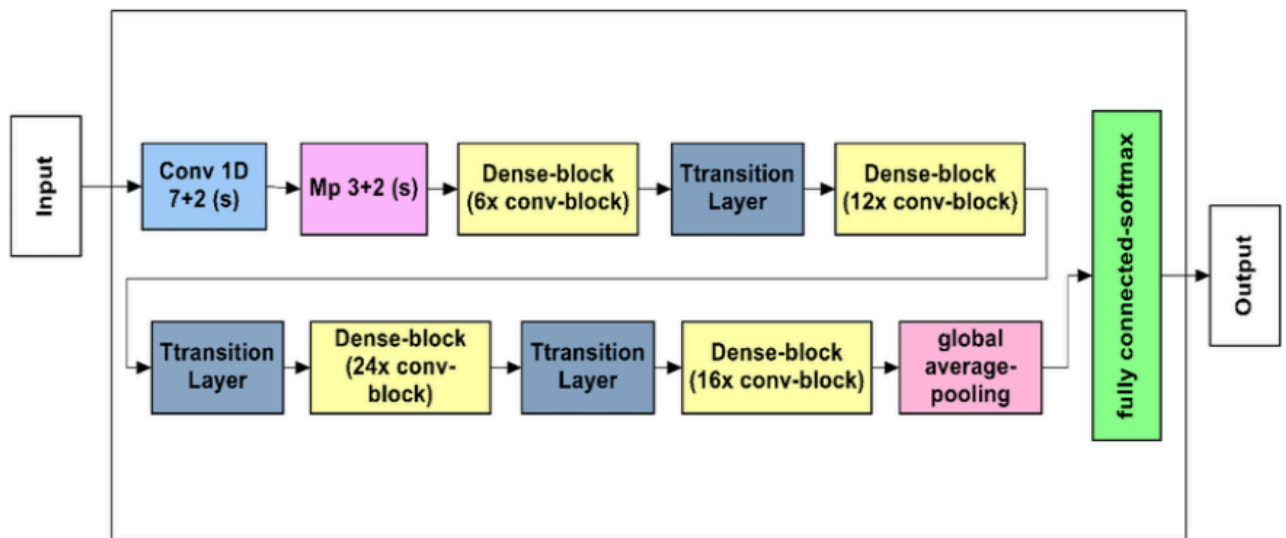 Input
Conv 1D
7+2 (s)
Mp 3+2 (s)
Dense-block
(6x conv-block)
Ttransition
Layer
Dense-block
(12x conv-block)
Ttransition
Layer
Dense-block
(24x conv-
block)
Ttransition
Layer
Dense-block
(16x conv-block)
global
average-
pooling
fully connected-softmax
Output